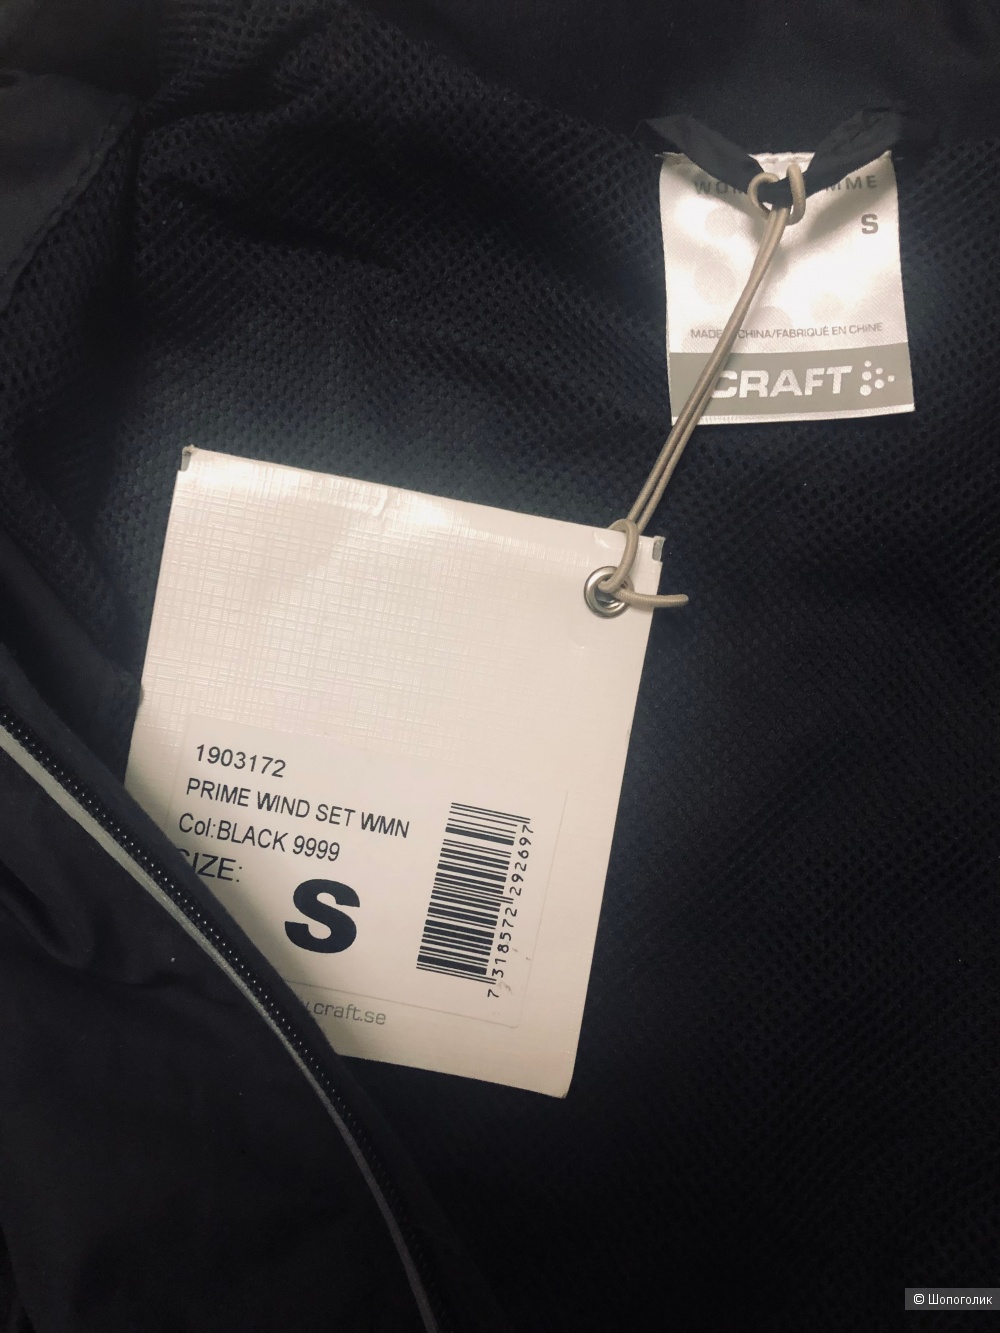 S
MADE CHINA/FABRIQUÉ EN CHINE
CRAFT
1903172
PRIME WIND SET WMN
Col:BLACK 9999
SIZE:
S
7318572292697
.craft.se
© Шопоголик